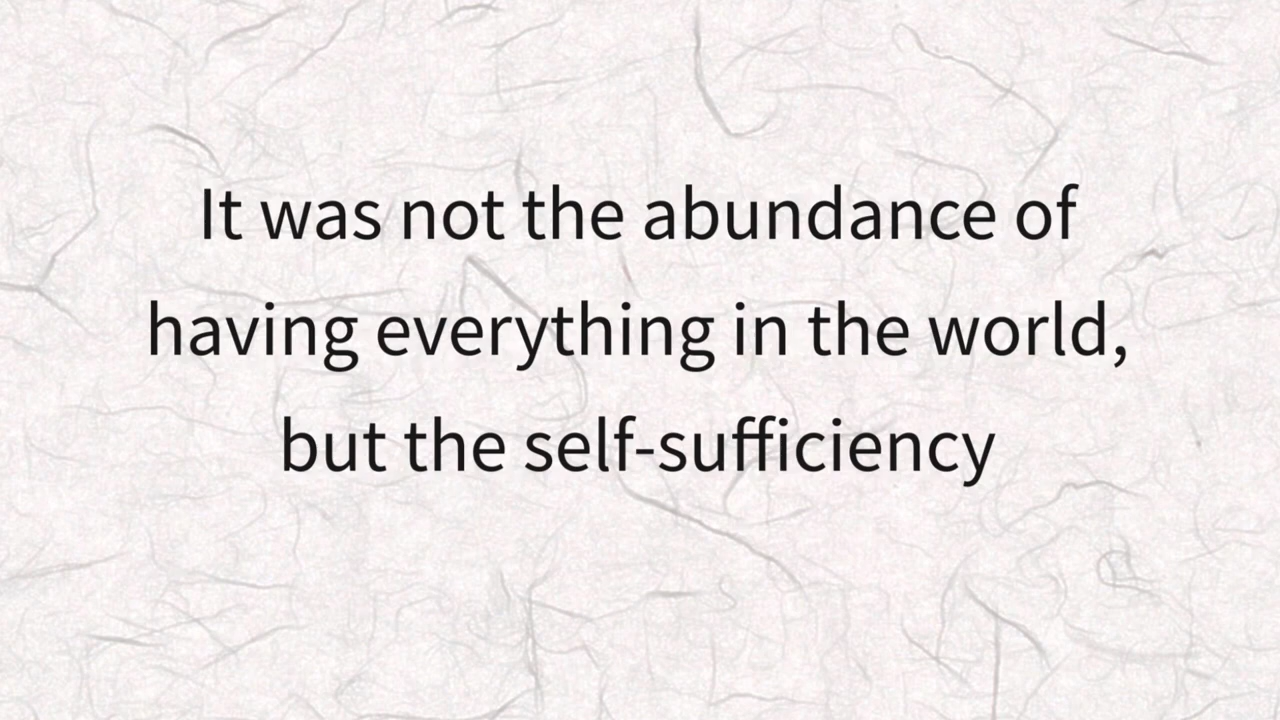 It was not the abundance of
having everything in the world,
but the self-sufficiency